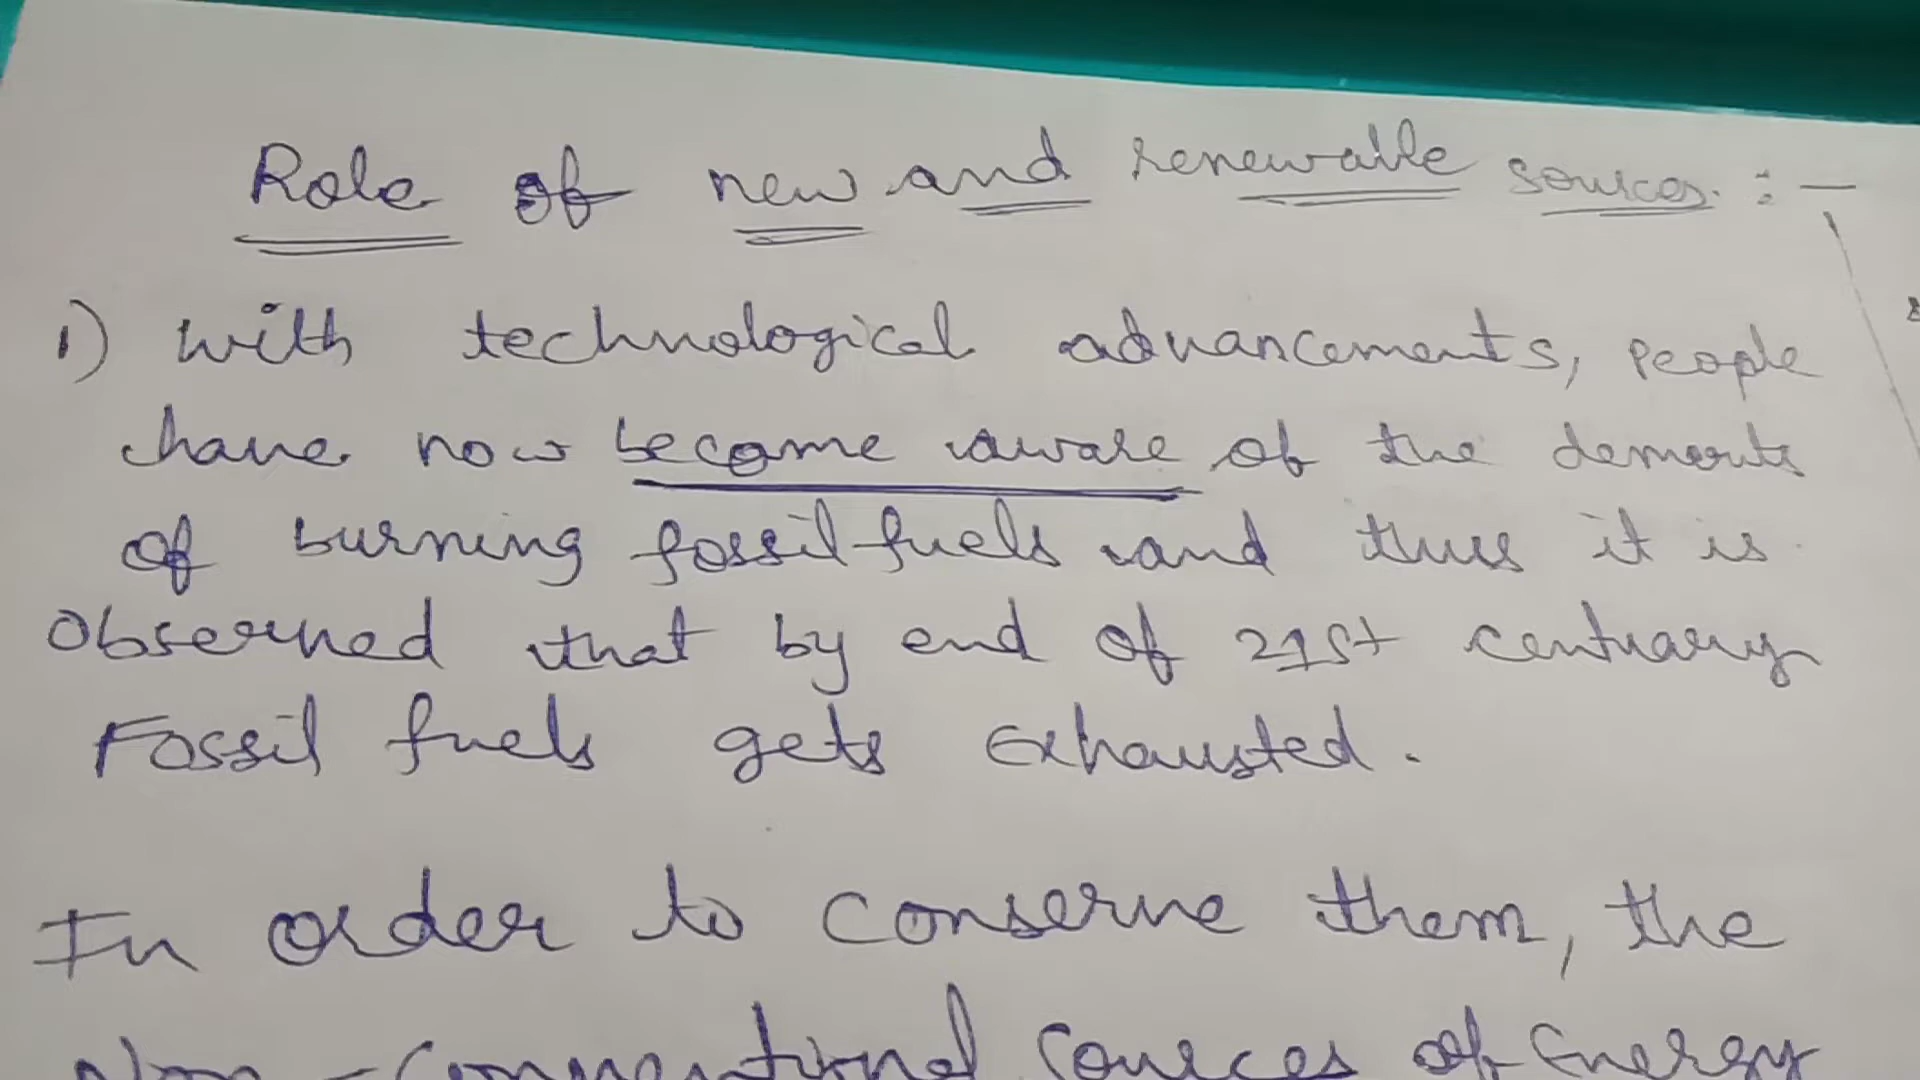 Role of new and renewable sources :-
1) with technological advancements, people
have now become aware of the demerits
of burning fossil fuels and thus it is
observed that by end of 21st centuary
Fossil fuels gets Exhausted.
In order to conserve them, the
Non-conventional sources of Energy